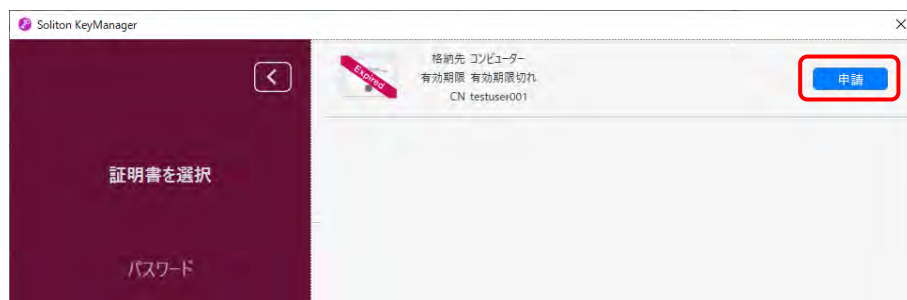 Soliton KeyManager
格納先 コンピューター
Expired
有効期限 有効期限切れ
申請
CN testuser001
証明書を選択
パスワード